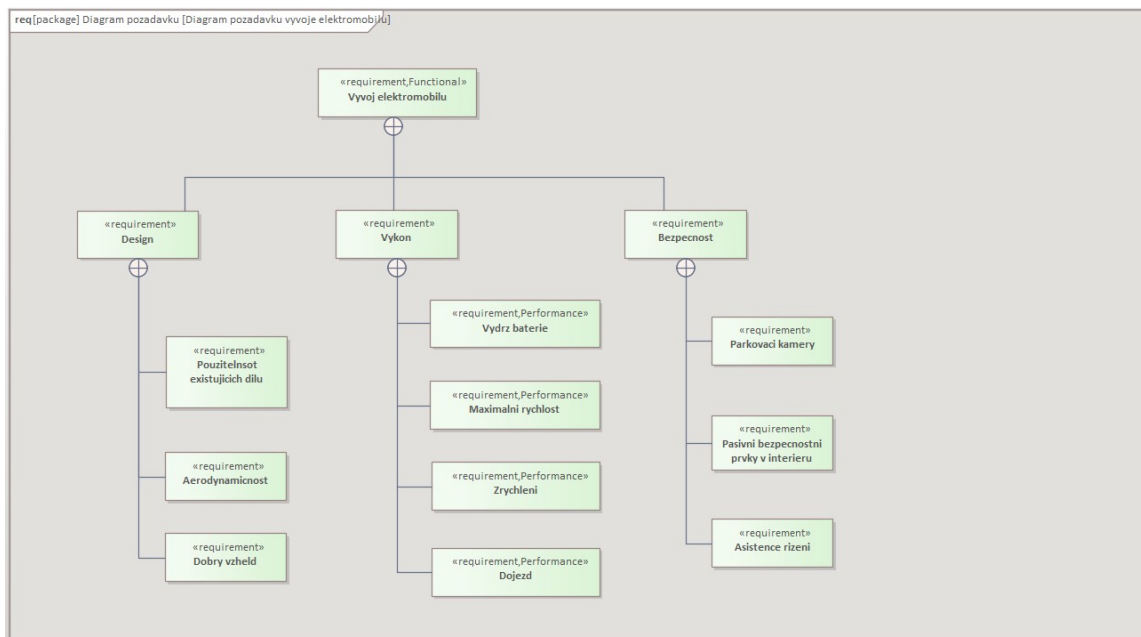 req [package] Diagram pozadavku [Diagram pozadavku vyvoje elektromobilu]
«requirement,Functional»
Vyvoj elektromobilu
«requirement»
Design
«requirement»
Vykon
«requirement»
Bezpecnost
«requirement»
Pouzitelnsot
existujicich dilu
«requirement»
Aerodynamicnost
«requirement»
Dobry vzheld
«requirement,Performance»
Vydrz baterie
«requirement,Performance»
Maximalni rychlost
«requirement,Performance»
Zrychleni
«requirement,Performance»
Dojezd
«requirement»
Parkovaci kamery
«requirement»
Pasivni bezpecnostni
prvky v interieru
«requirement»
Asistence rizeni